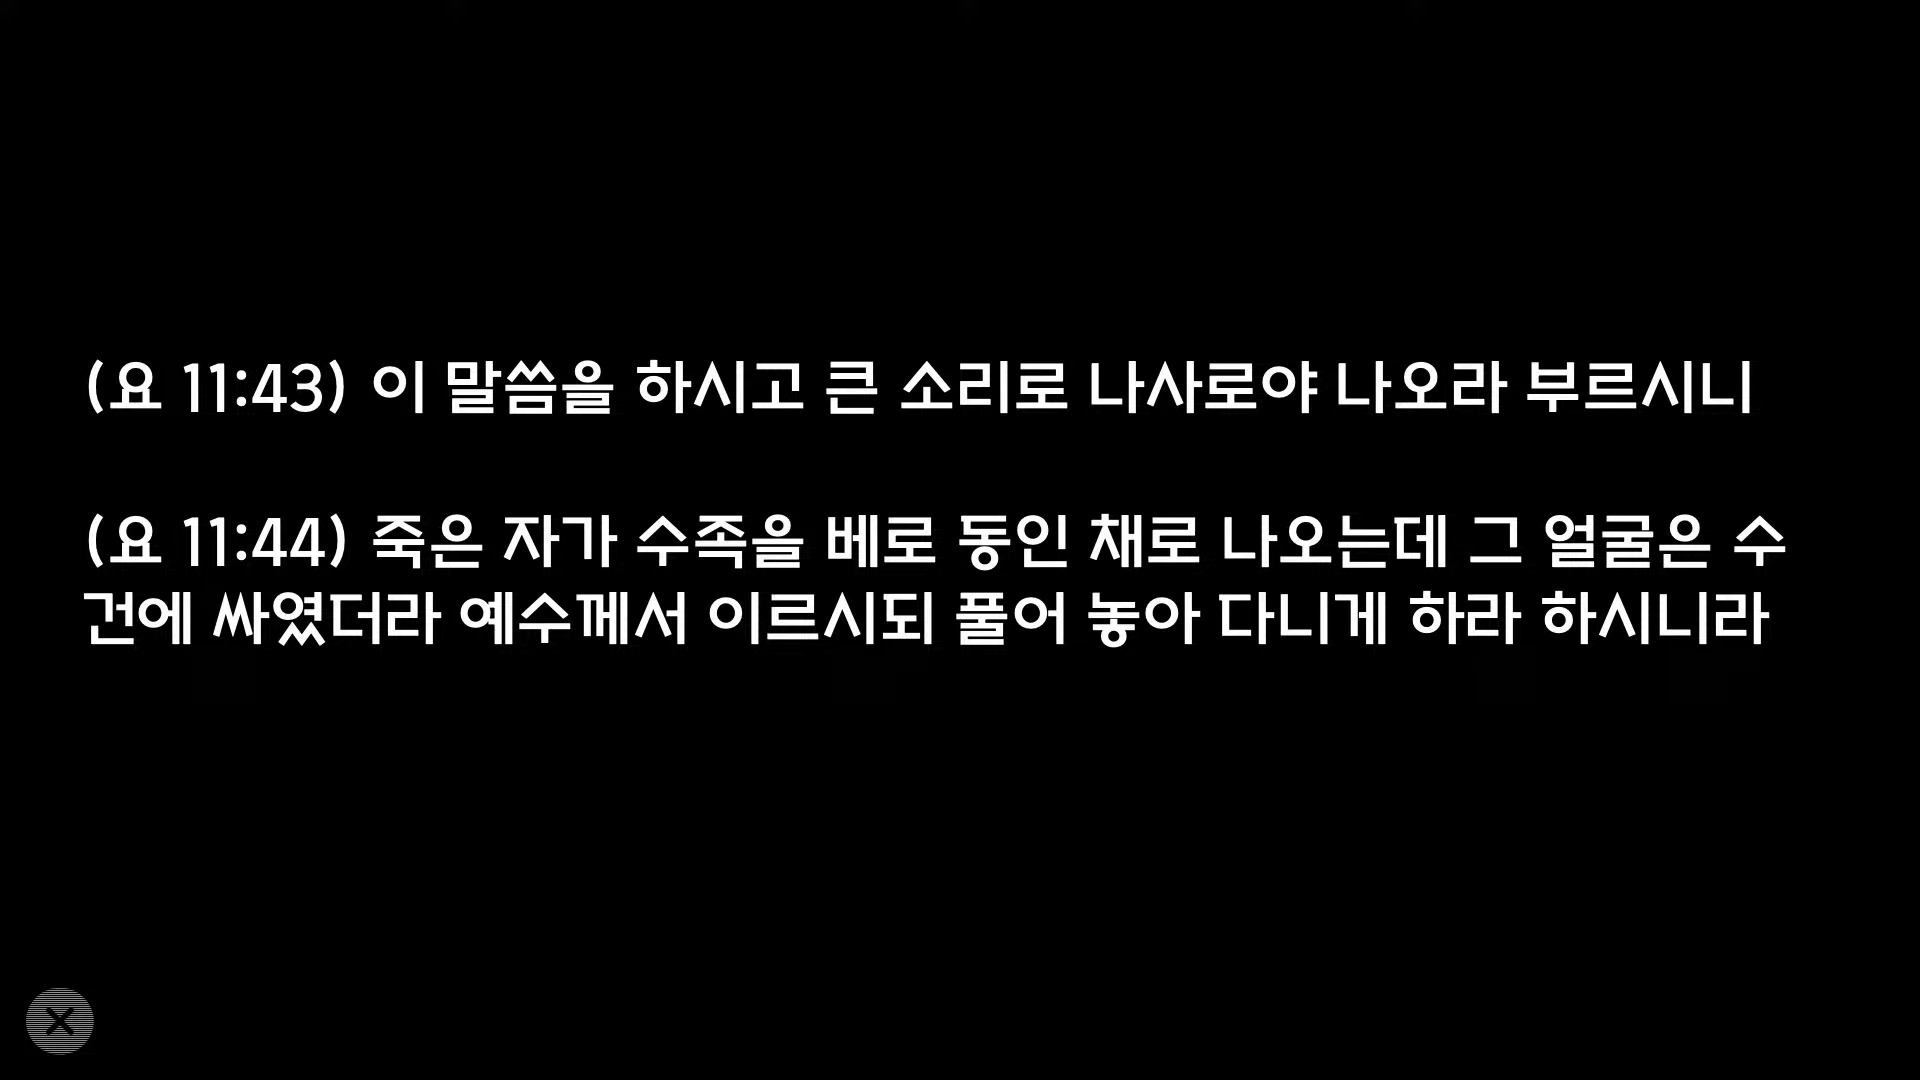 (요 11:43) 이 말씀을 하시고 큰 소리로 나사로야 나오라 부르시니
(요 11:44) 죽은 자가 수족을 베로 동인 채로 나오는데 그 얼굴은 수
건에 싸였더라 예수께서 이르시되 풀어 놓아 다니게 하라 하시니라